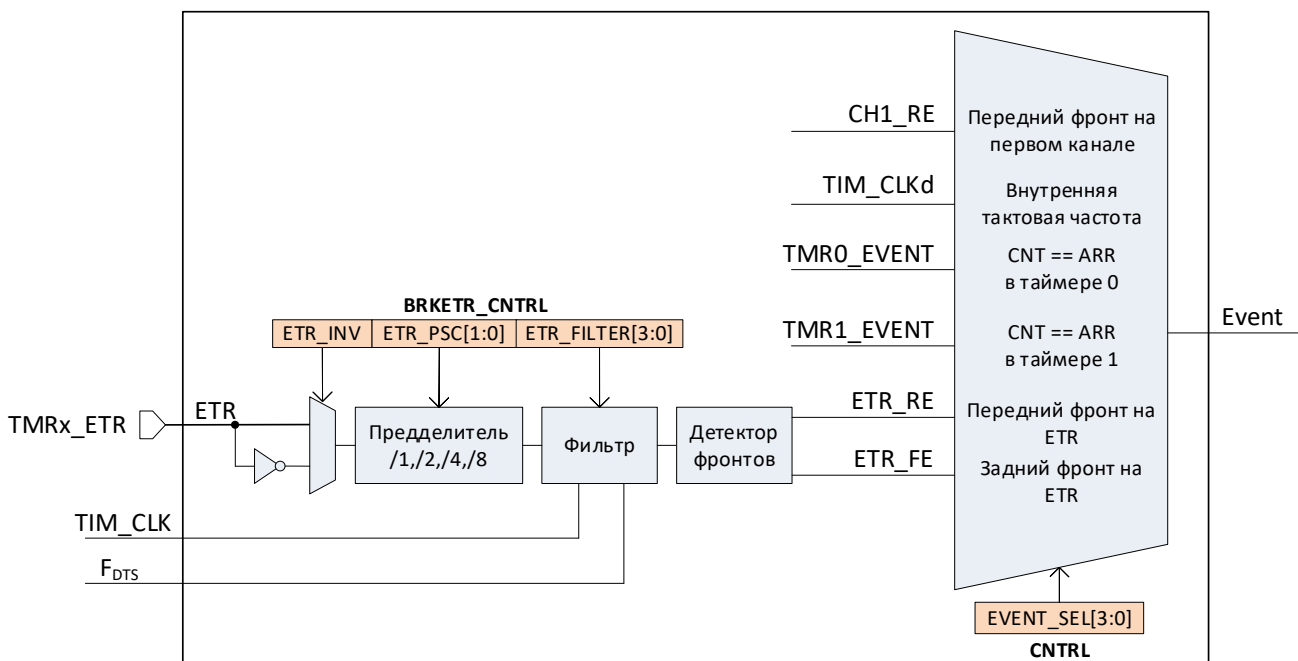 CH1_RE
Передний фронт на
первом канале
TIM_CLKd
Внутренняя
тактовая частота
TMR0_EVENT
CNT == ARR
в таймере 0
BRKETR_CNTRL
ETR_INV ETR_PSC[1:0] ETR_FILTER[3:0]
TMR1_EVENT
CNT == ARR
в таймере 1
Event
TMRx_ETR
ETR
Предделитель
/1,/2,/4,/8
Фильтр
Детектор
фронтов
ETR_RE
Передний фронт на
ETR
ETR_FE
Задний фронт на
ETR
TIM_CLK
FDTS
EVENT_SEL[3:0]
CNTRL